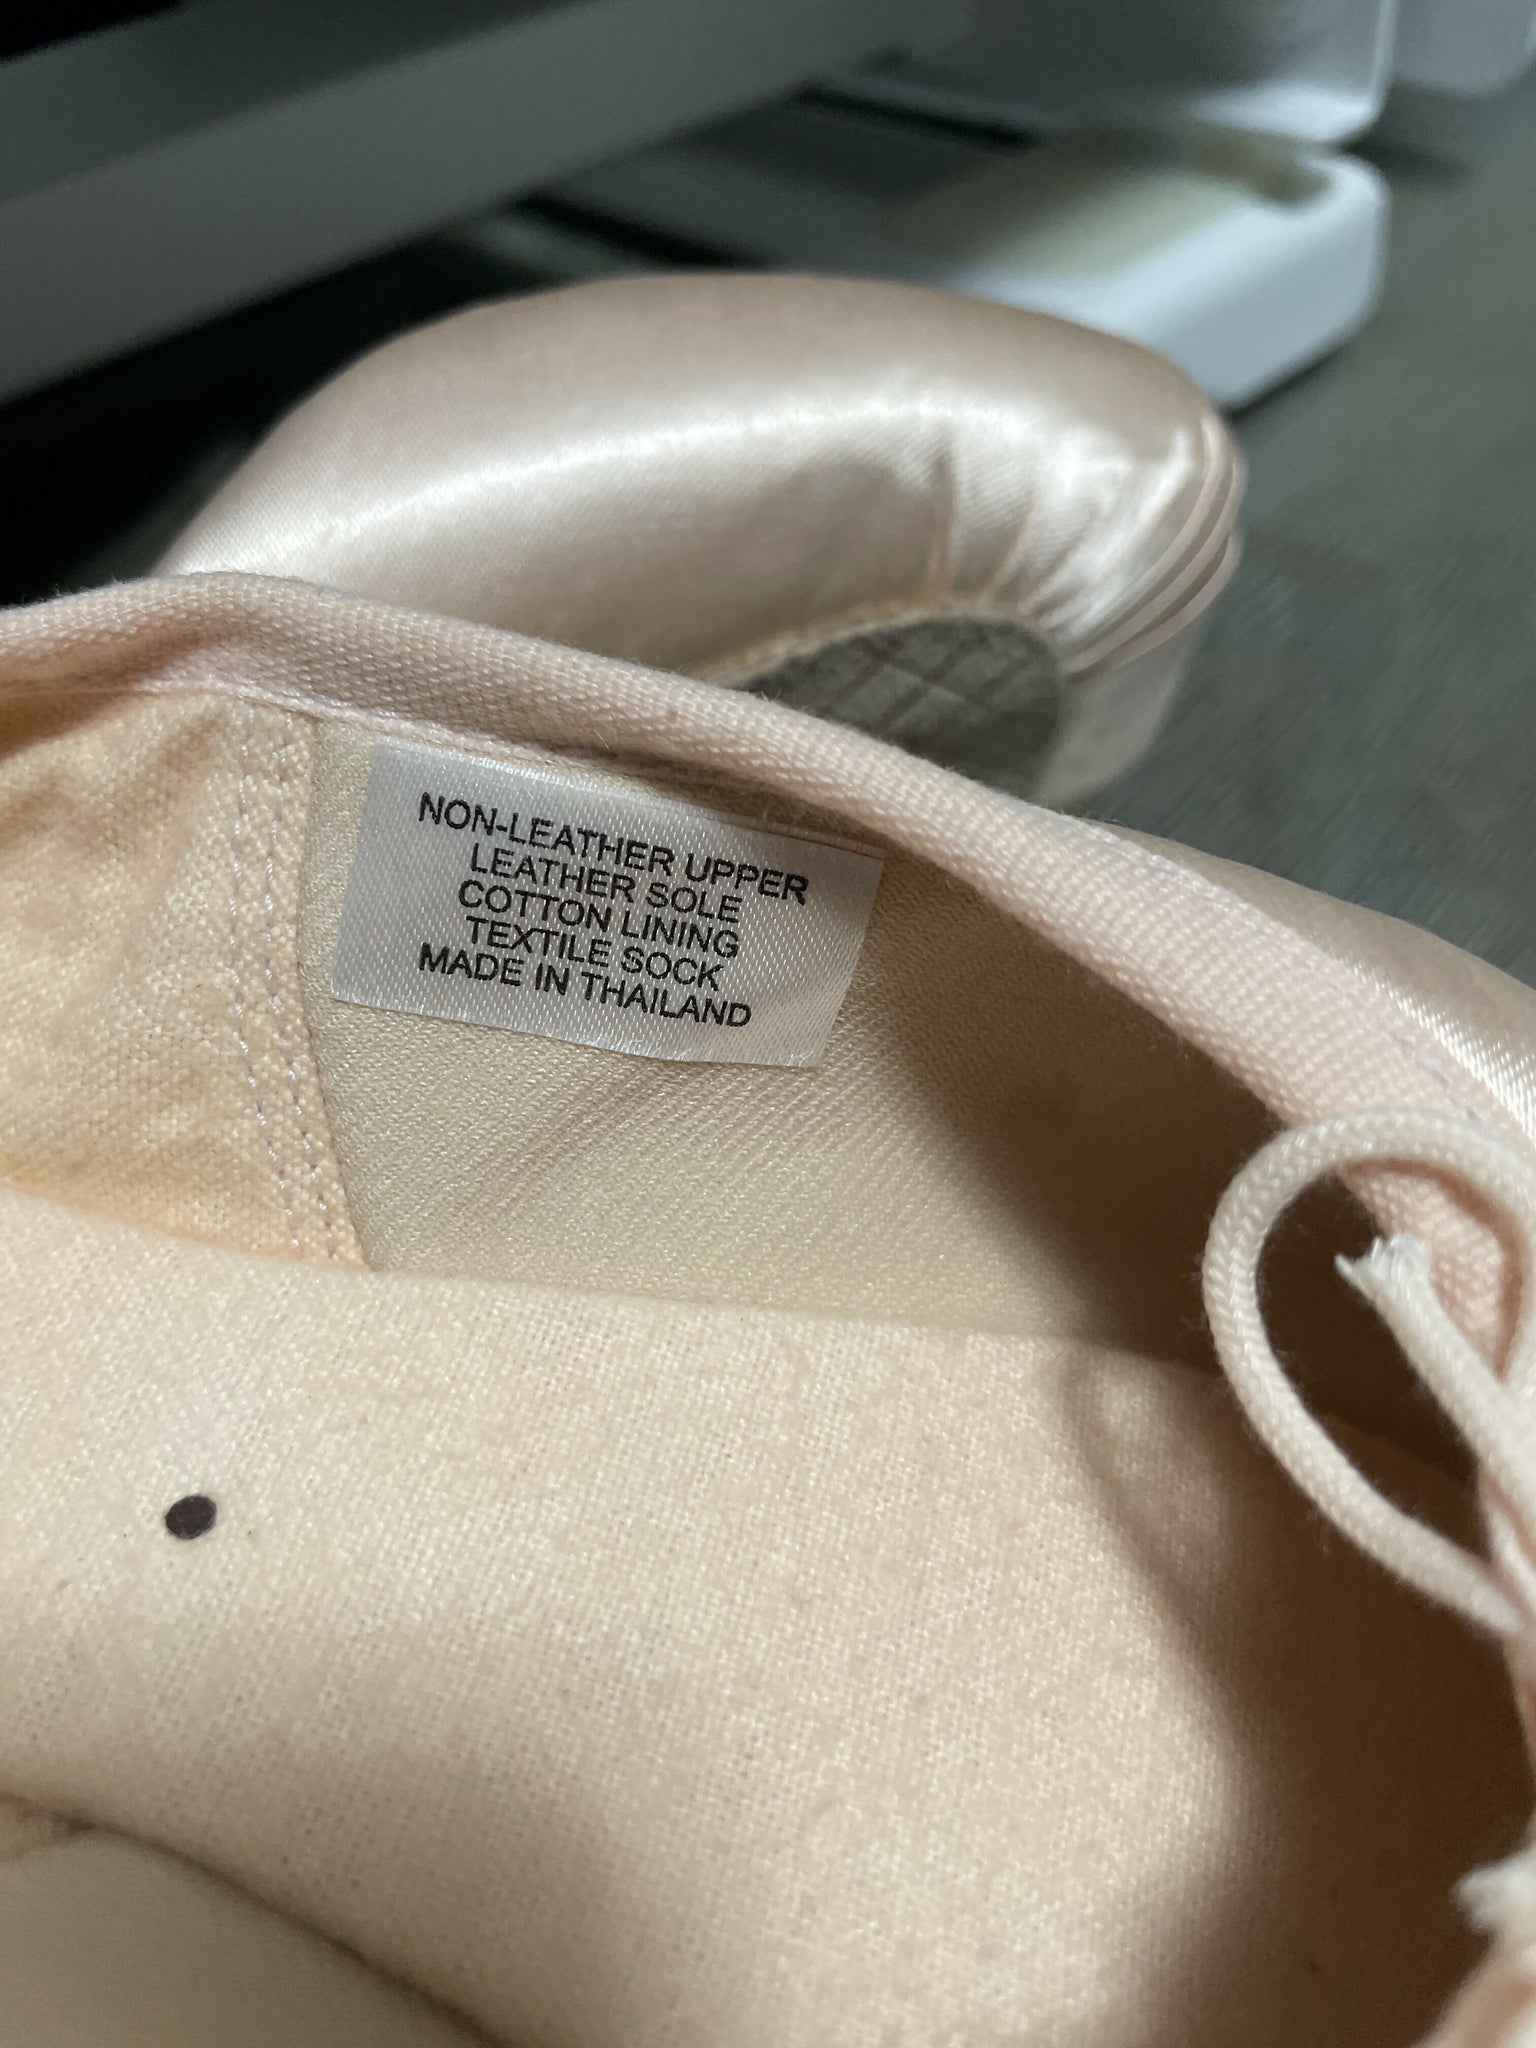 NON-LEATHER UPPER
LEATHER SOLE
COTTON LINING
TEXTILE SOCK
MADE IN THAILAND